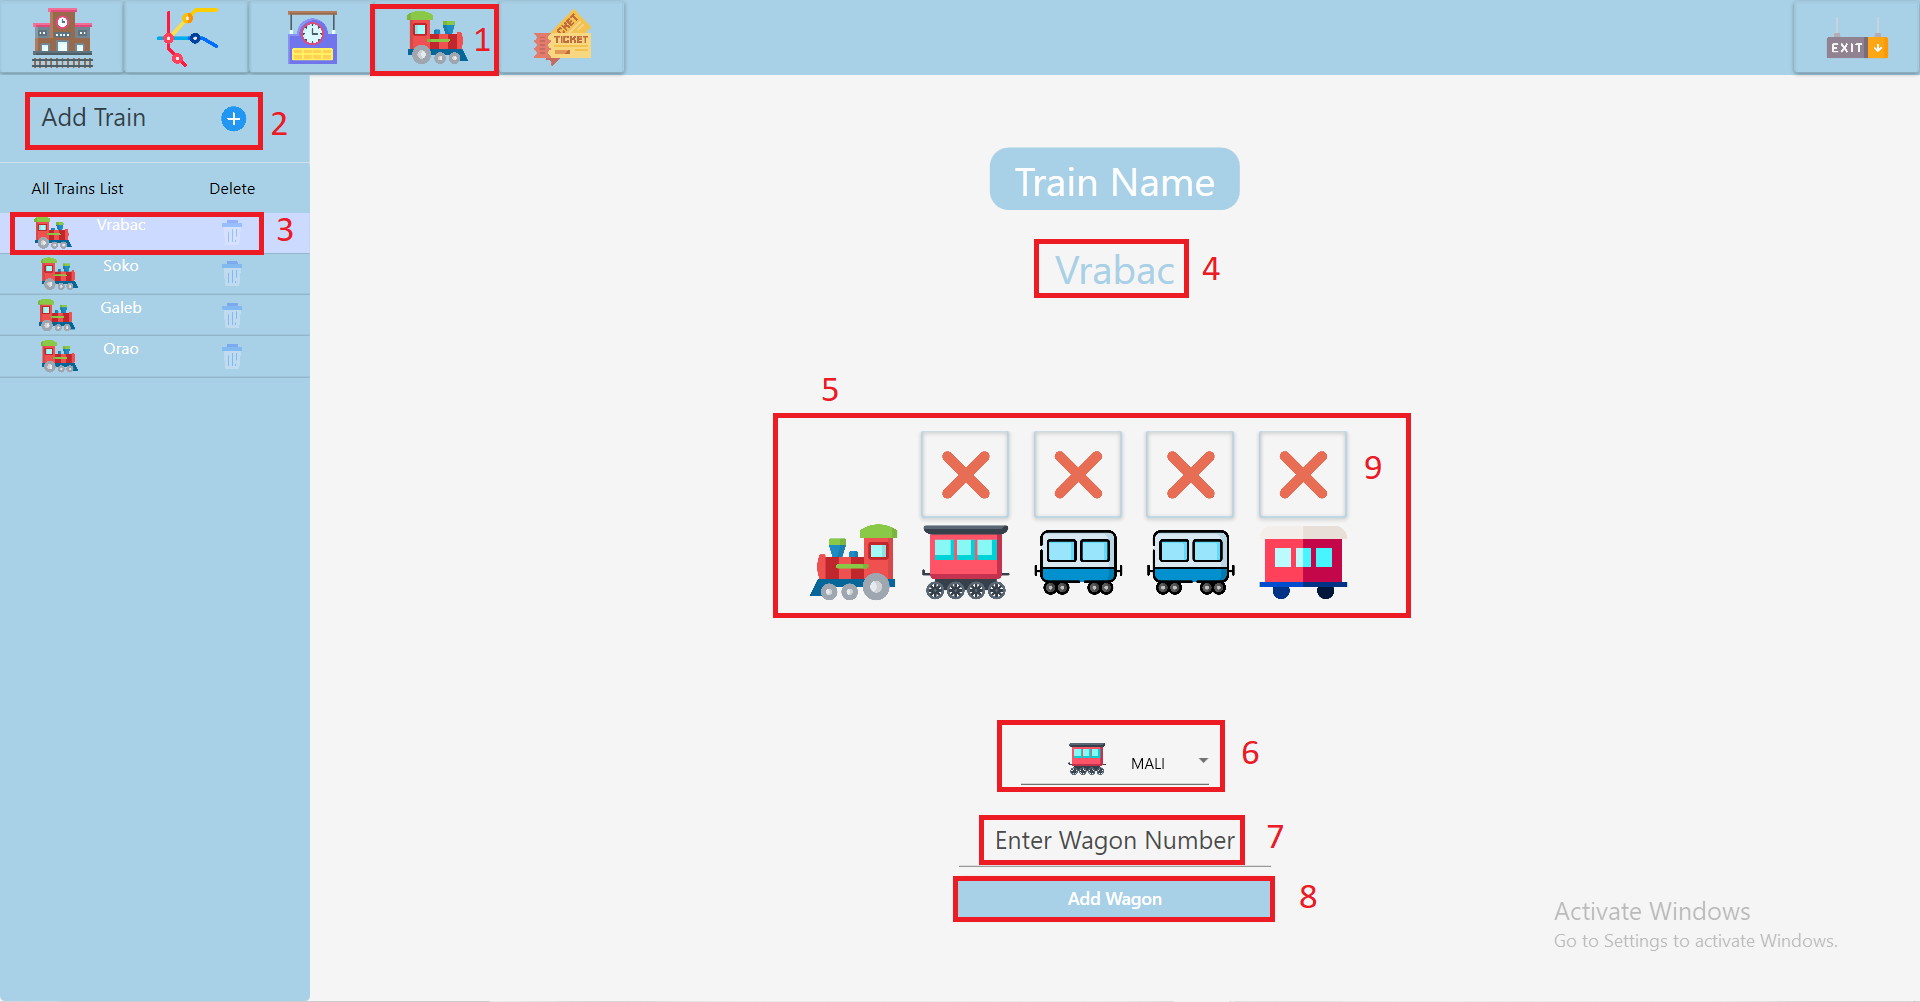 1
CHET
TICKET
EXIT
Add Train
2
All Trains List Delete
Vrabac
3
Soko
Galeb
Orao
Train Name
Vrabac
4
5
9
MALI
6
Enter Wagon Number
7
Add Wagon
8
Activate Windows
Go to Settings to activate Windows.